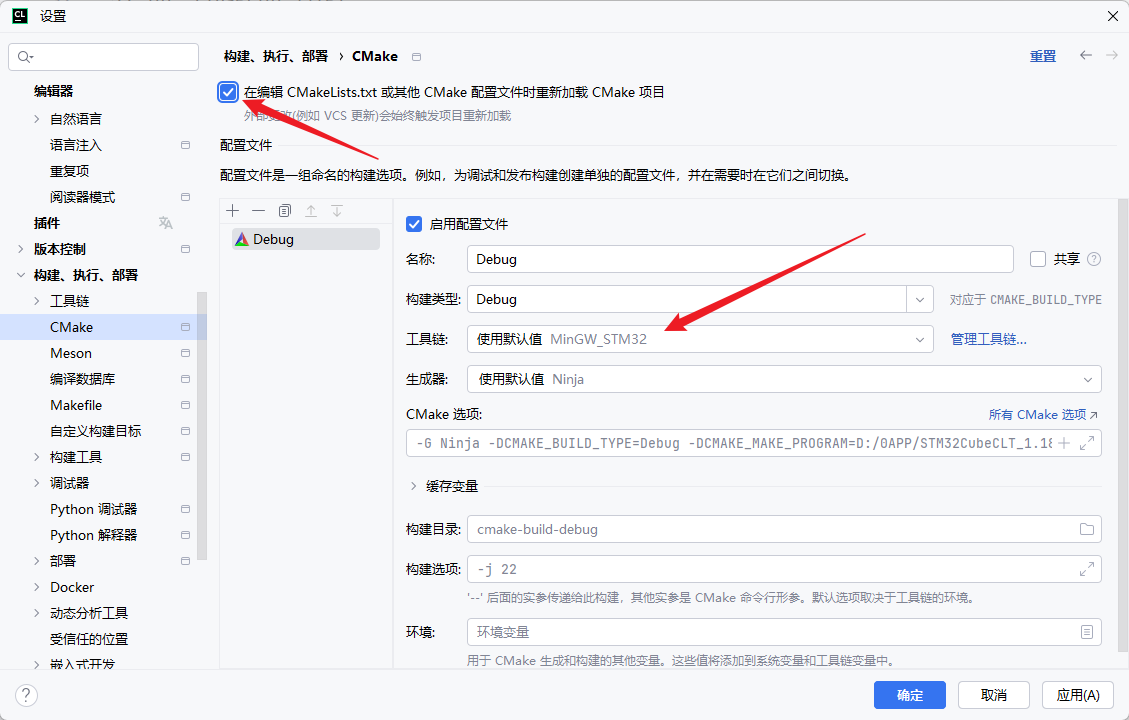 CL 设置
编辑器
自然语言
语言注入
重复项
阅读器模式
插件
版本控制
构建、执行、部署
工具链
CMake
Meson
编译数据库
Makefile
自定义构建目标
构建工具
调试器
Python 调试器
Python 解释器
部署
Docker
动态分析工具
受信任的位置
嵌入式开发
构建、执行、部署 › CMake
重置
在编辑 CMakeLists.txt 或其他 CMake 配置文件时重新加载 CMake 项目
外部更改(例如 VCS 更新)会始终触发项目重新加载
配置文件
配置文件是一组命名的构建选项。例如，为调试和发布构建创建单独的配置文件，并在需要时在它们之间切换。
Debug
启用配置文件
名称: Debug 共享 ?
构建类型: Debug 对应于 CMAKE_BUILD_TYPE
工具链: 使用默认值 MinGW_STM32 管理工具链...
生成器: 使用默认值 Ninja
CMake 选项: 所有 CMake 选项
-G Ninja -DCMAKE_BUILD_TYPE=Debug -DCMAKE_MAKE_PROGRAM=D:/0APP/STM32CubeCLT_1.18
缓存变量
构建目录: cmake-build-debug
构建选项: -j 22
'--' 后面的实参传递给此构建，其他实参是 CMake 命令行形参。默认选项取决于工具链的环境。
环境: 环境变量
用于 CMake 生成和构建的其他变量。这些值将添加到系统变量和工具链变量中。
? 确定 取消 应用(A)